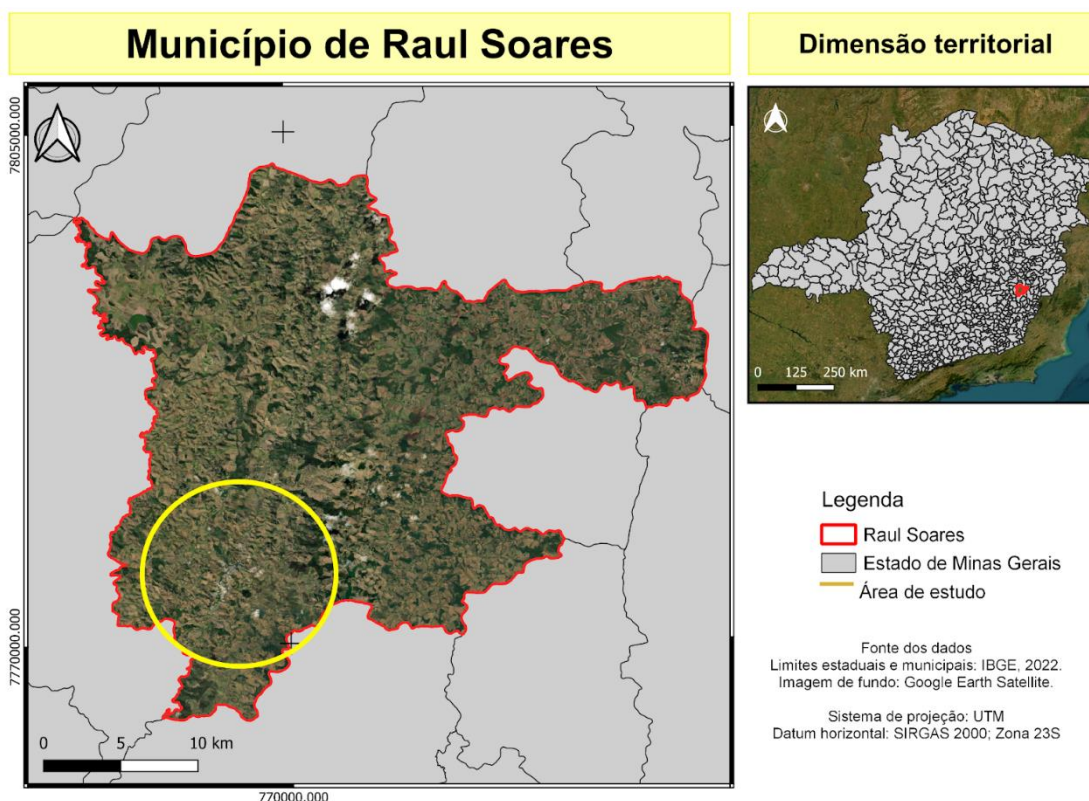 Município de Raul Soares
Dimensão territorial
7805000.000
7770000.000
0 5 10 km
770000.000
0 125 250 km
Legenda
Raul Soares
Estado de Minas Gerais
Área de estudo
Fonte dos dados
Limites estaduais e municipais: IBGE, 2022.
Imagem de fundo: Google Earth Satellite.
Sistema de projeção: UTM
Datum horizontal: SIRGAS 2000; Zona 23S